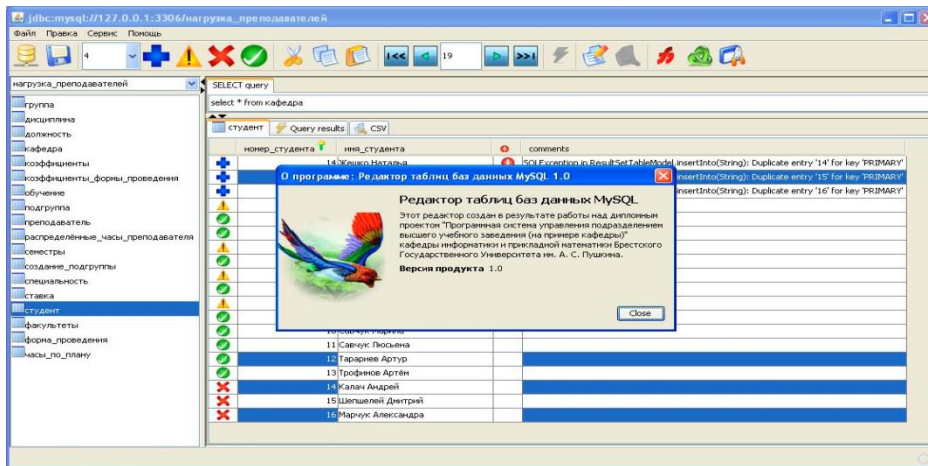 jdbc:mysql://127.0.0.1:3306/нагрузка_преподавателей
Файл Правка Сервис Помощь
4
19
нагрузка_преподавателей
SELECT query
select * from кафедра
студент Query results CSV
номер_студента имя_студента comments
группа
дисциплина
должность
кафедра
коэффициенты
коэффициенты_формы_проведения
обучение
подгруппа
преподаватель
распределённые_часы_преподавателя
семестры
создание_подгруппы
специальность
ставка
студент
факультеты
форма_проведения
часы_по_плану
14 Жешко Наталья SQLException in ResultSetTableModel.insertInto(String): Duplicate entry '14' for key 'PRIMARY'
.insertInto(String): Duplicate entry '15' for key 'PRIMARY'
.insertInto(String): Duplicate entry '16' for key 'PRIMARY'
О программе: Редактор таблиц баз данных MySQL 1.0
Редактор таблиц баз данных MySQL
Этот редактор создан в результате работы над дипломным
проектом "Программная система управления подразделением
высшего учебного заведения (на примере кафедры)"
кафедры информатики и прикладной математики Брестского
Государственного Университета им. А. С. Пушкина.
Версия продукта 1.0
Close
10 Савчук Марина
11 Савчук Люсьена
12 Тарариев Артур
13 Трофимов Артём
14 Калач Андрей
15 Шепшелей Дмитрий
16 Марчук Александра